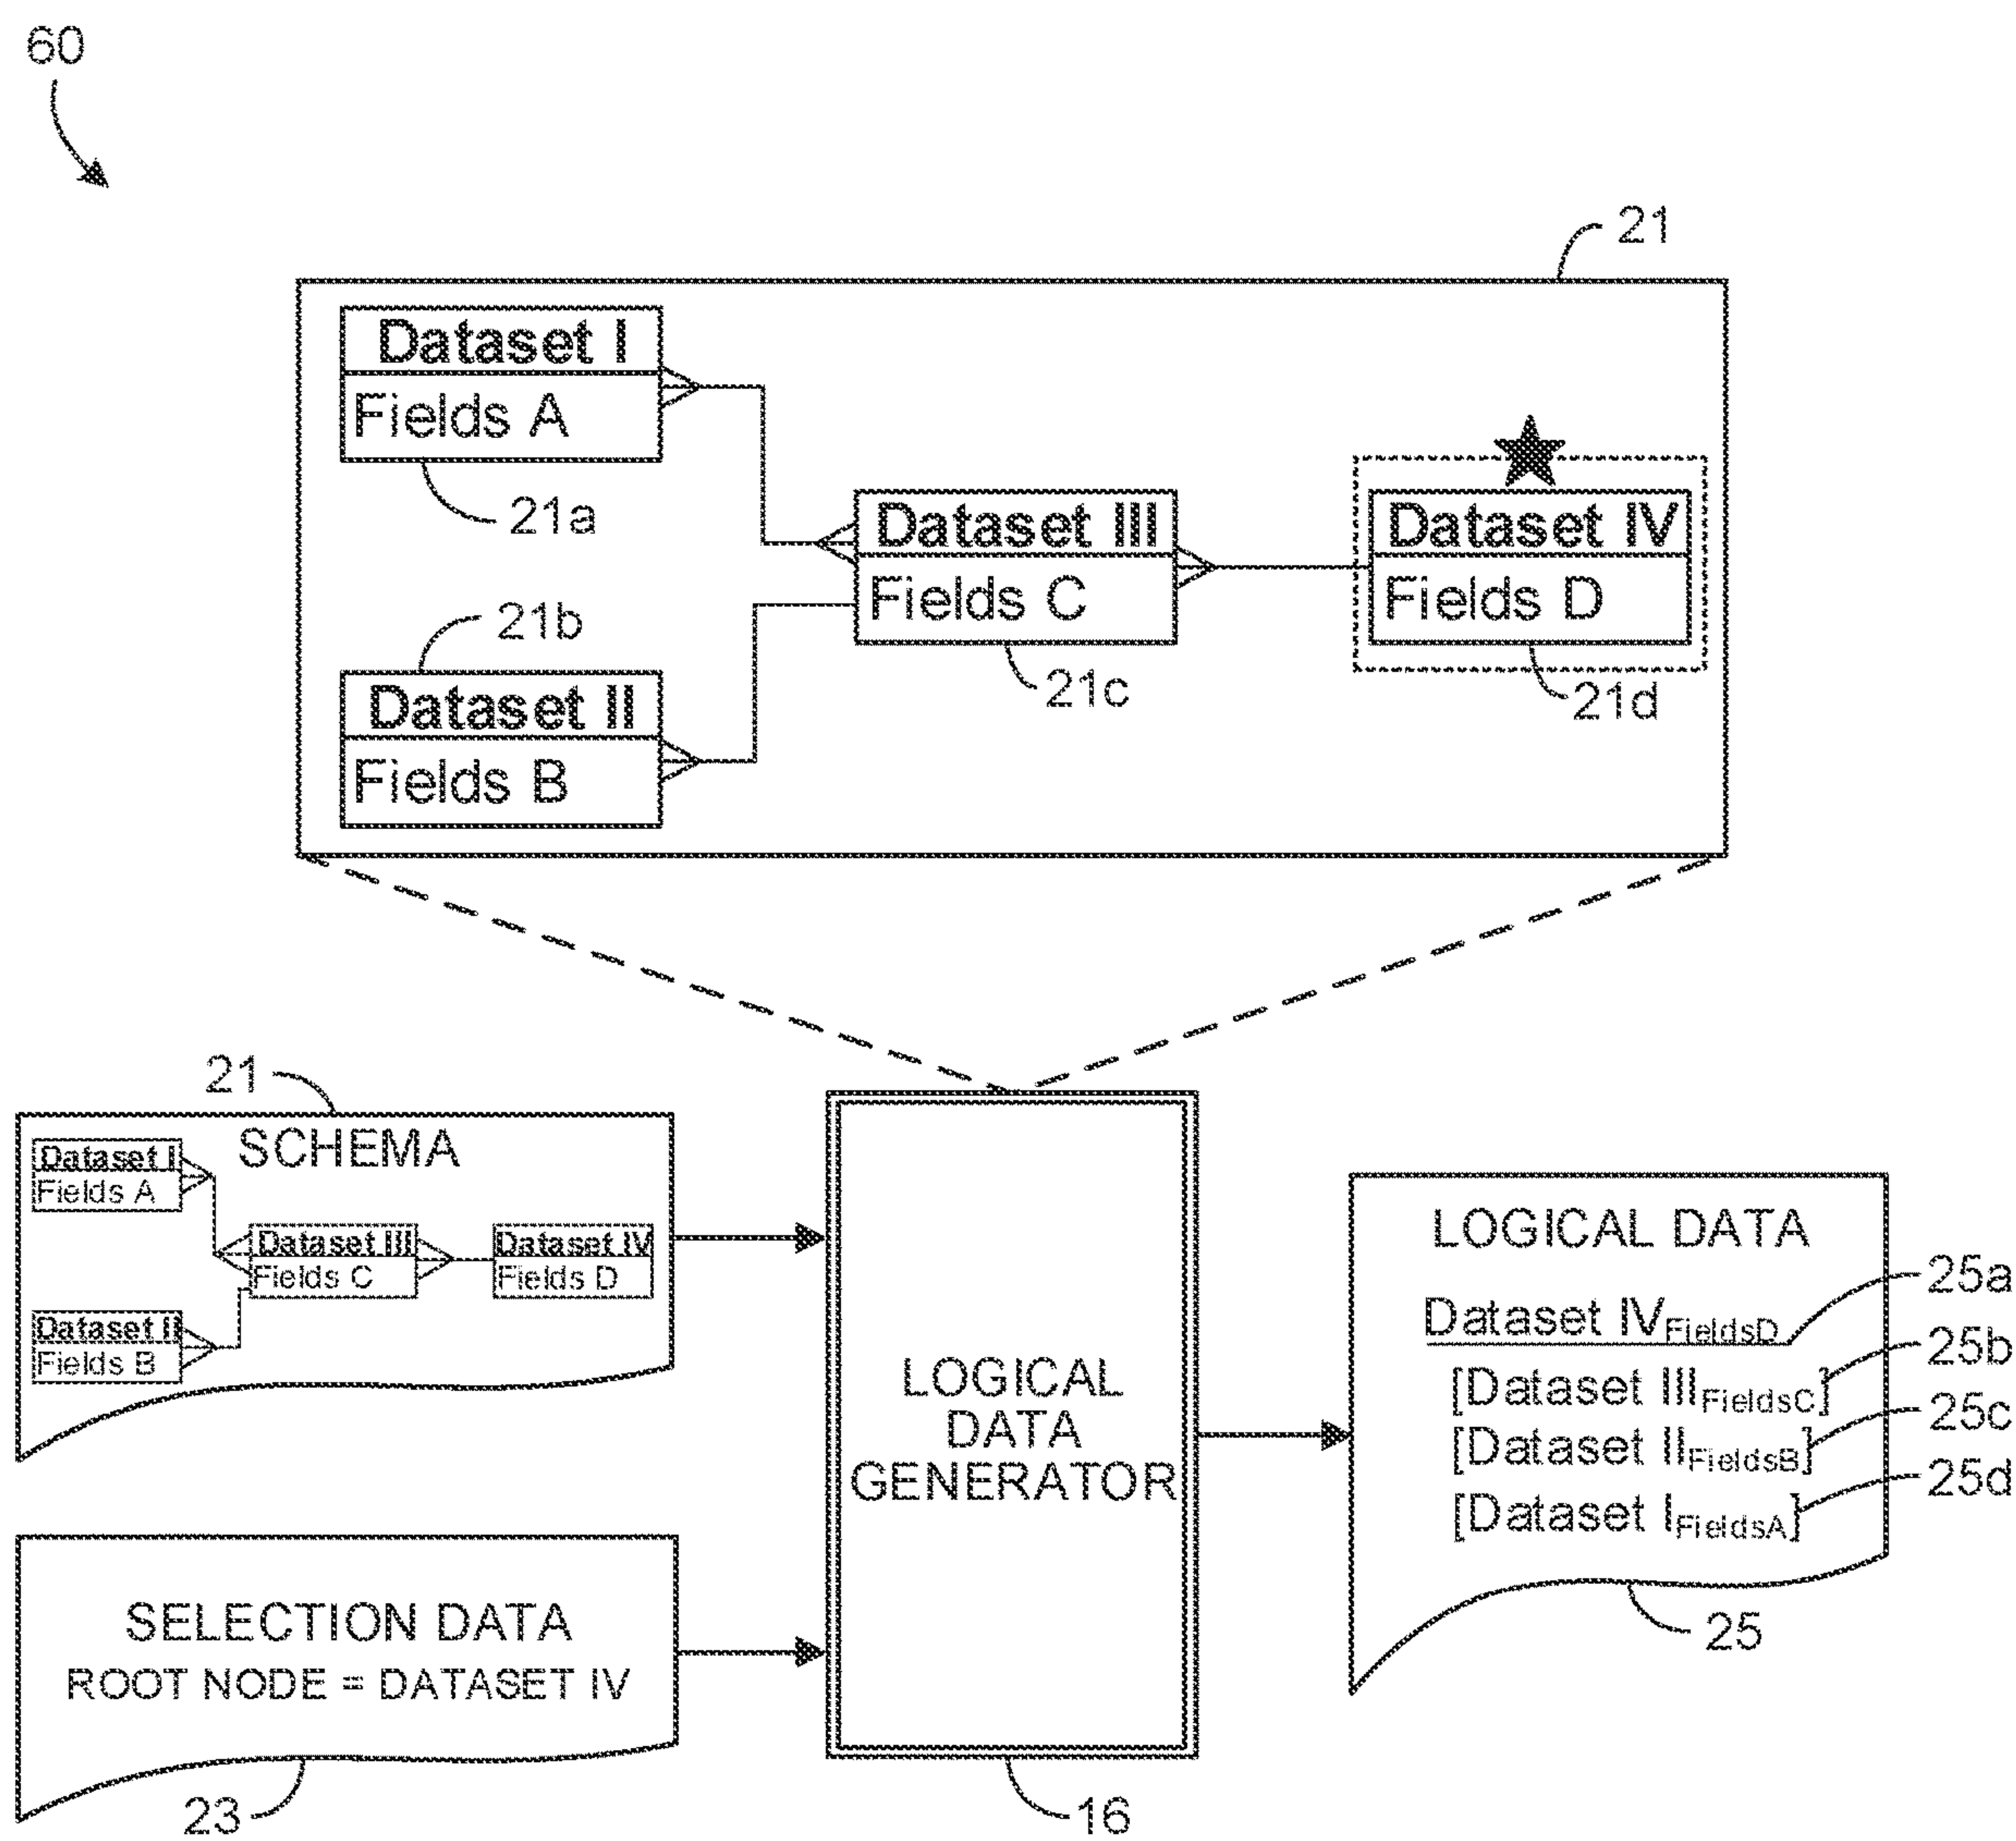 60
21
Dataset I
Fields A
21a
Dataset III
Fields C
21c
Dataset IV
Fields D
21d
21b
Dataset II
Fields B
21
SCHEMA
Dataset I
Fields A
Dataset III
Fields C
Dataset IV
Fields D
Dataset II
Fields B
SELECTION DATA
ROOT NODE = DATASET IV
23
LOGICAL
DATA
GENERATOR
16
LOGICAL DATA
Dataset IVFieldsD
25a
[Dataset IIIFieldsC]
25b
[Dataset IIFieldsB]
25c
[Dataset IFieldsA]
25d
25